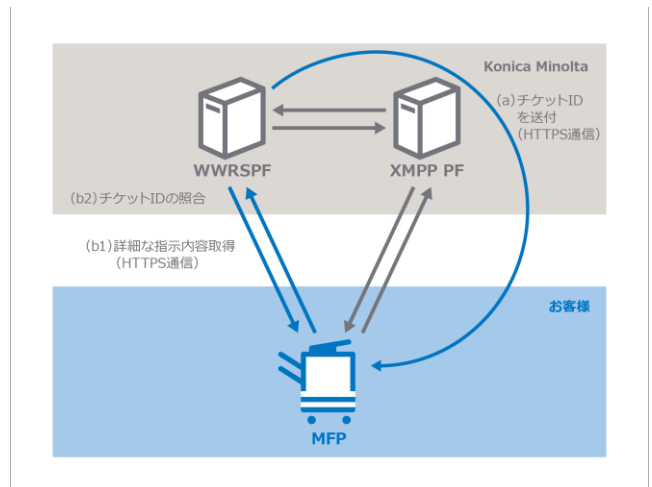 Konica Minolta
(a)チケットID
を送付
(HTTPS通信)
WWRSPF
XMPP PF
(b2)チケットIDの照合
(b1)詳細な指示内容取得
(HTTPS通信)
お客様
MFP